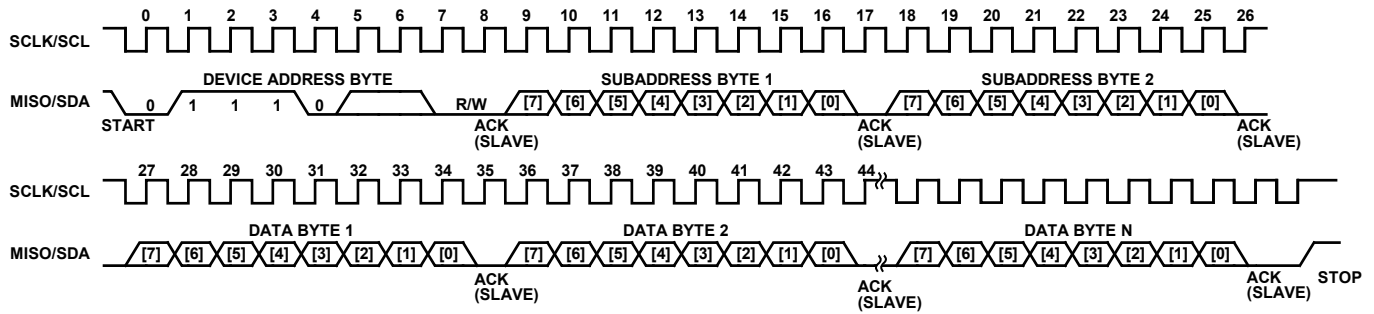 0 1 2 3 4 5 6 7 8 9 10 11 12 13 14 15 16 17 18 19 20 21 22 23 24 25 26
SCLK/SCL
DEVICE ADDRESS BYTE SUBADDRESS BYTE 1 SUBADDRESS BYTE 2
MISO/SDA 0 1 1 1 0 R/W [7] [6] [5] [4] [3] [2] [1] [0] [7] [6] [5] [4] [3] [2] [1] [0]
START ACK (SLAVE) ACK (SLAVE) ACK (SLAVE)
27 28 29 30 31 32 33 34 35 36 37 38 39 40 41 42 43 44
SCLK/SCL
DATA BYTE 1 DATA BYTE 2 DATA BYTE N
MISO/SDA [7] [6] [5] [4] [3] [2] [1] [0] [7] [6] [5] [4] [3] [2] [1] [0] [7] [6] [5] [4] [3] [2] [1] [0]
ACK (SLAVE) ACK (SLAVE) ACK (SLAVE) STOP